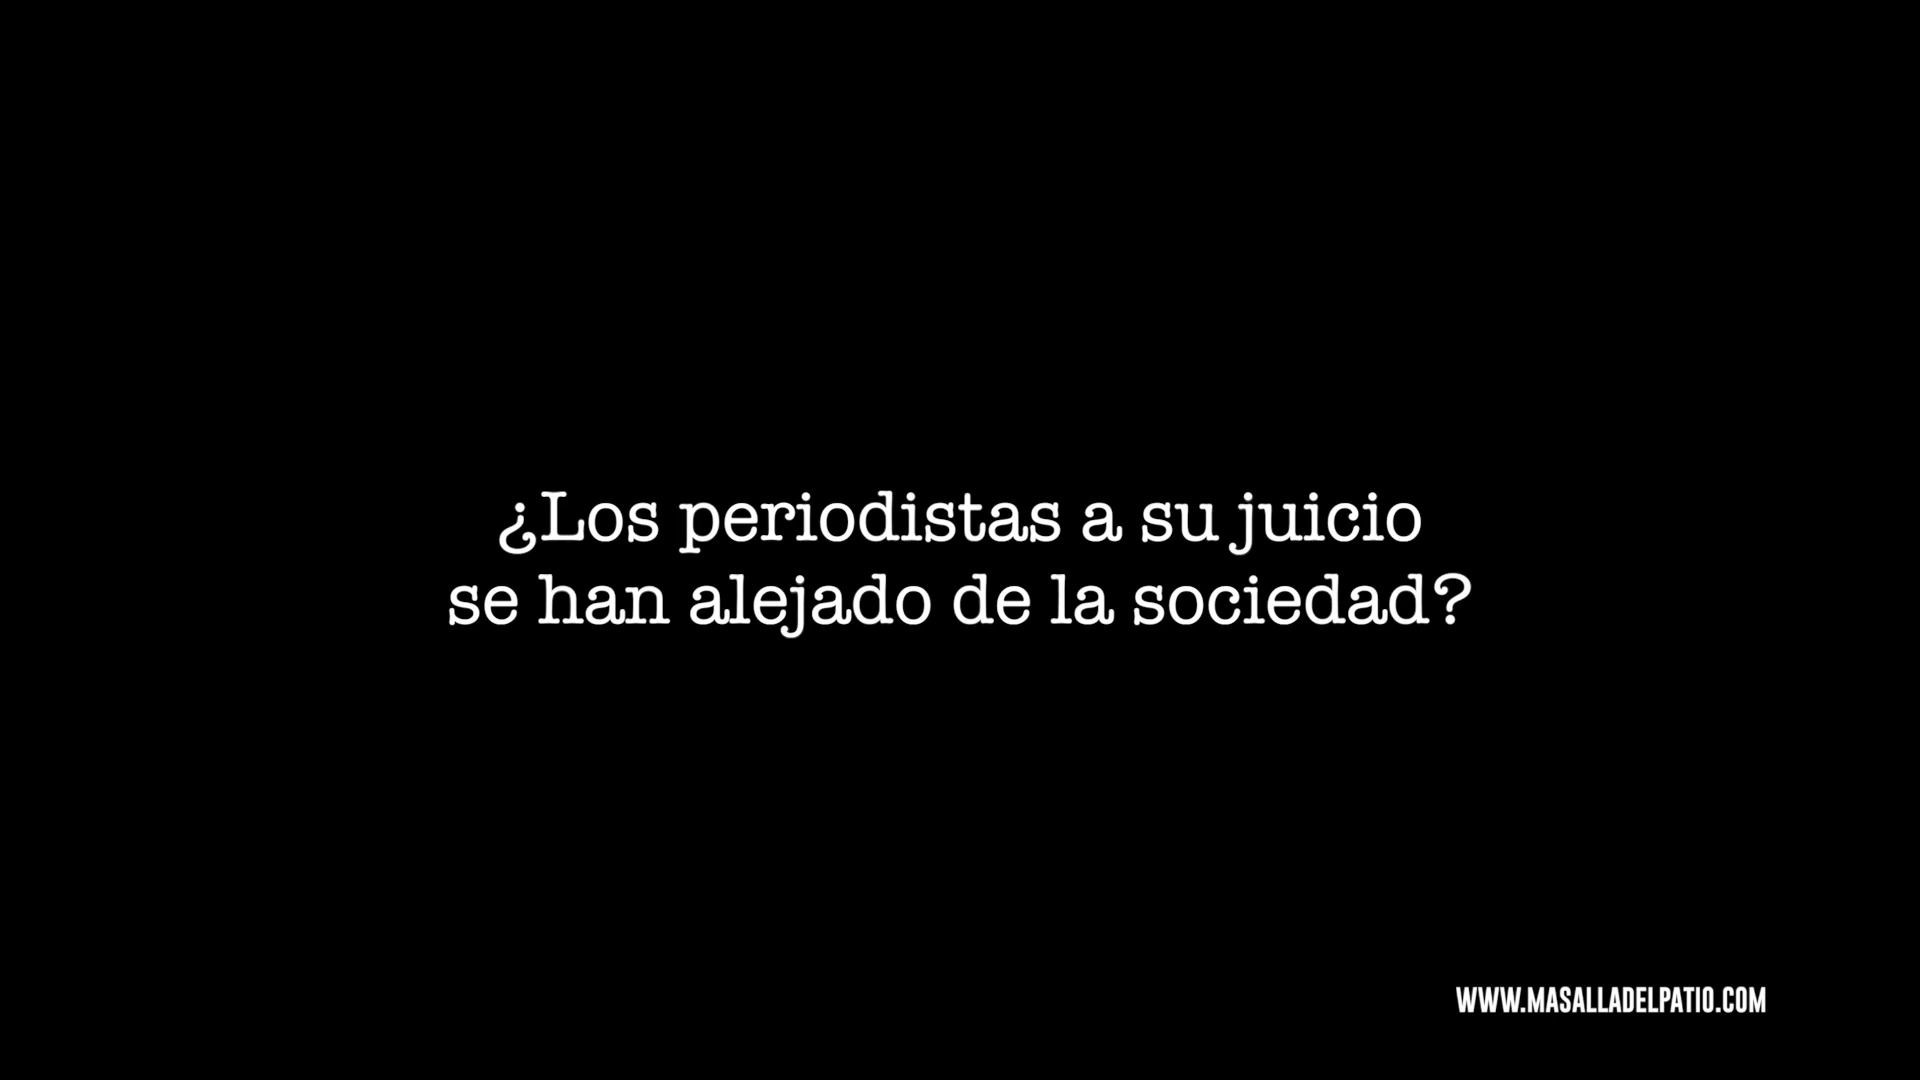 ¿Los periodistas a su juicio
se han alejado de la sociedad?
WWW.MASALLADELPATIO.COM